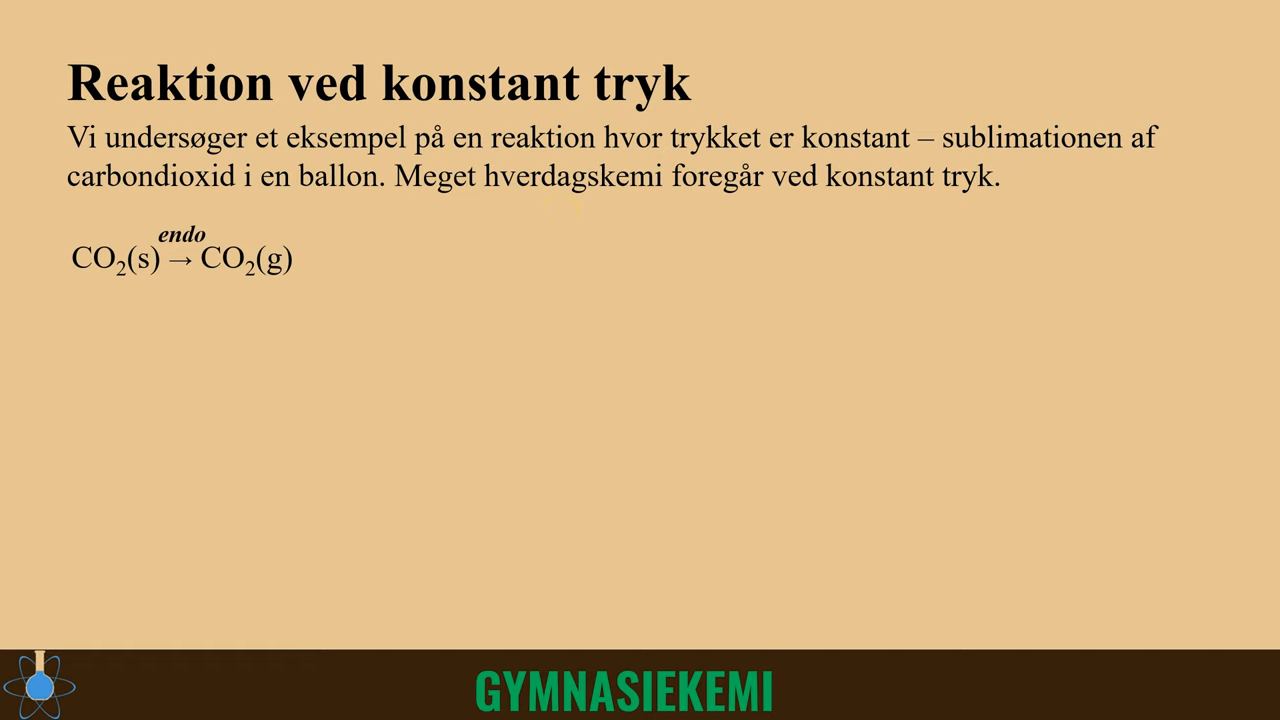 Reaktion ved konstant tryk
Vi undersøger et eksempel på en reaktion hvor trykket er konstant – sublimationen af
carbondioxid i en ballon. Meget hverdagskemi foregår ved konstant tryk.
endo
CO₂(s) → CO₂(g)
GYMNASIEKEMI